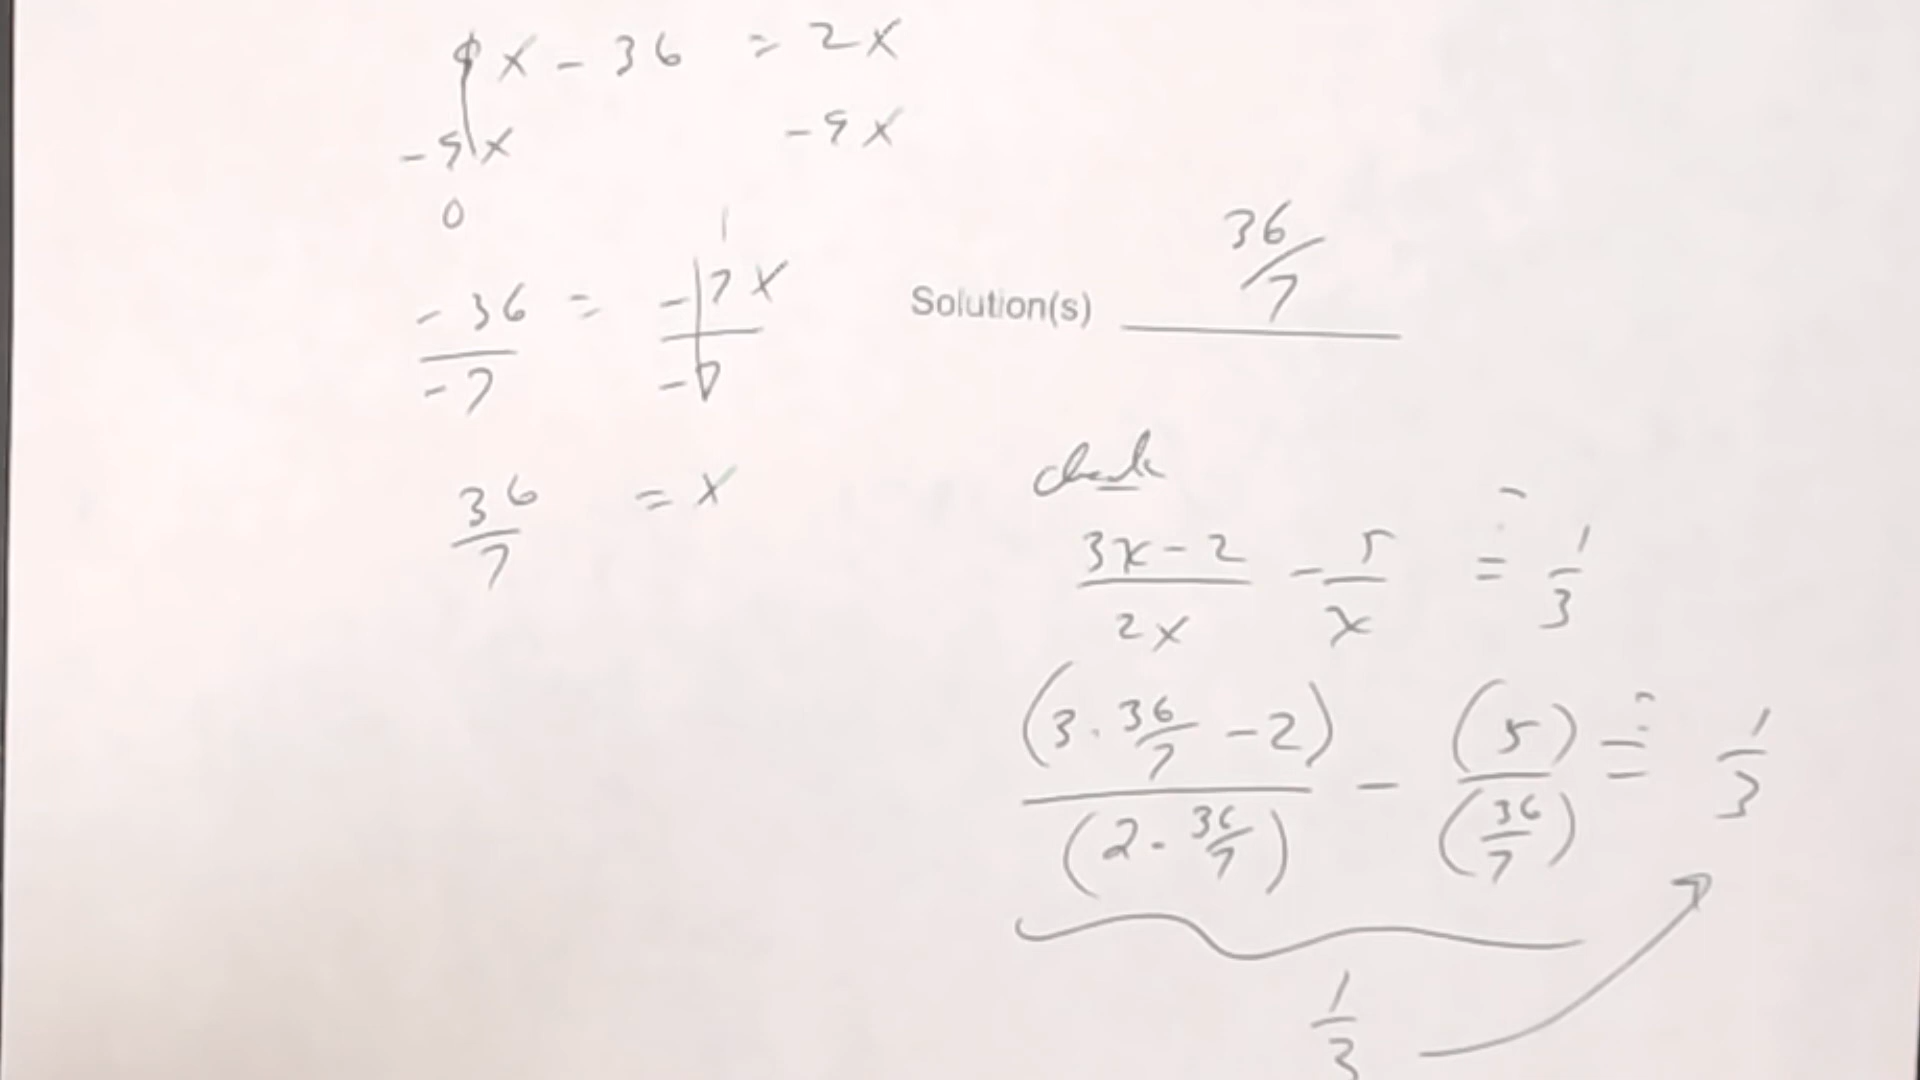 9x - 36 = 2x
-9x -9x
0
1
-36 = -7x
-7 -7
36/7 = x
Solution(s) 36/7
check
(3x-2)/(2x) - 5/x = 1/3
(3·36/7 -2)/(2·36/7) - (5)/(36/7) = 1/3
1/3